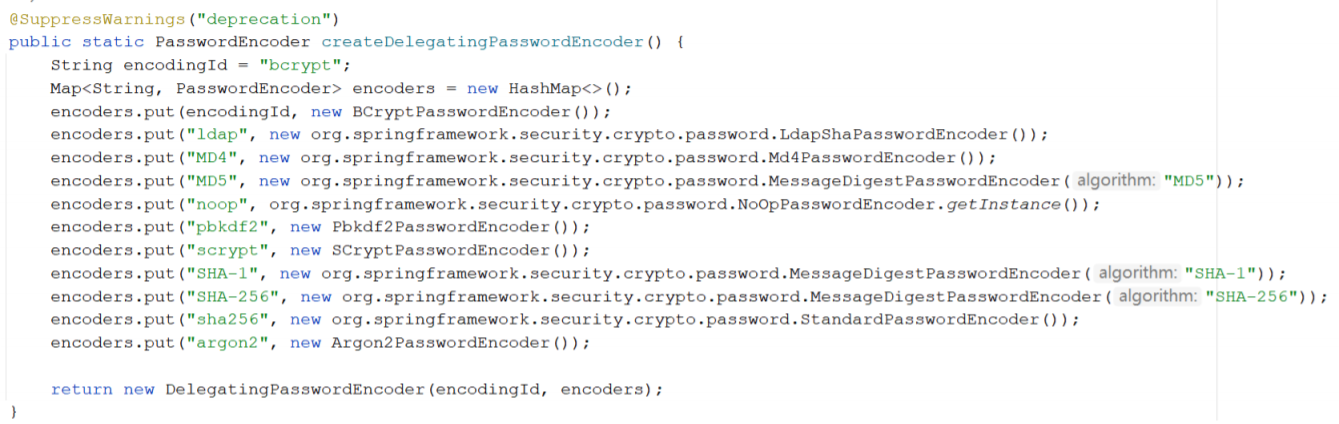 @SuppressWarnings("deprecation")
public static PasswordEncoder createDelegatingPasswordEncoder() {
    String encodingId = "bcrypt";
    Map<String, PasswordEncoder> encoders = new HashMap<>();
    encoders.put(encodingId, new BCryptPasswordEncoder());
    encoders.put("ldap", new org.springframework.security.crypto.password.LdapShaPasswordEncoder());
    encoders.put("MD4", new org.springframework.security.crypto.password.Md4PasswordEncoder());
    encoders.put("MD5", new org.springframework.security.crypto.password.MessageDigestPasswordEncoder( algorithm: "MD5"));
    encoders.put("noop", org.springframework.security.crypto.password.NoOpPasswordEncoder.getInstance());
    encoders.put("pbkdf2", new Pbkdf2PasswordEncoder());
    encoders.put("scrypt", new SCryptPasswordEncoder());
    encoders.put("SHA-1", new org.springframework.security.crypto.password.MessageDigestPasswordEncoder( algorithm: "SHA-1"));
    encoders.put("SHA-256", new org.springframework.security.crypto.password.MessageDigestPasswordEncoder( algorithm: "SHA-256"));
    encoders.put("sha256", new org.springframework.security.crypto.password.StandardPasswordEncoder());
    encoders.put("argon2", new Argon2PasswordEncoder());
    return new DelegatingPasswordEncoder(encodingId, encoders);
}